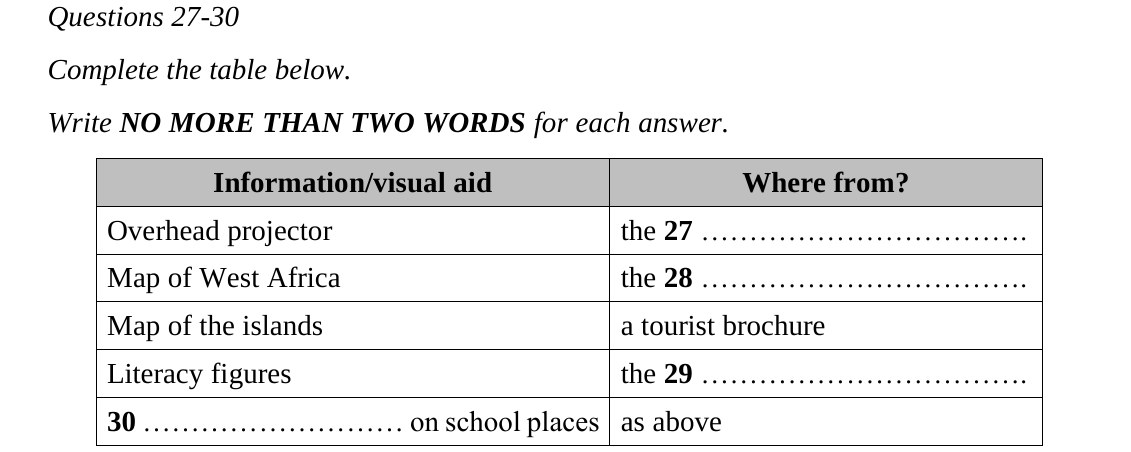 Questions 27-30
Complete the table below.
Write NO MORE THAN TWO WORDS for each answer.
Information/visual aid Where from?
Overhead projector the 27 ……………………………….
Map of West Africa the 28 ……………………………….
Map of the islands a tourist brochure
Literacy figures the 29 ……………………………….
30 ……………………… on school places as above